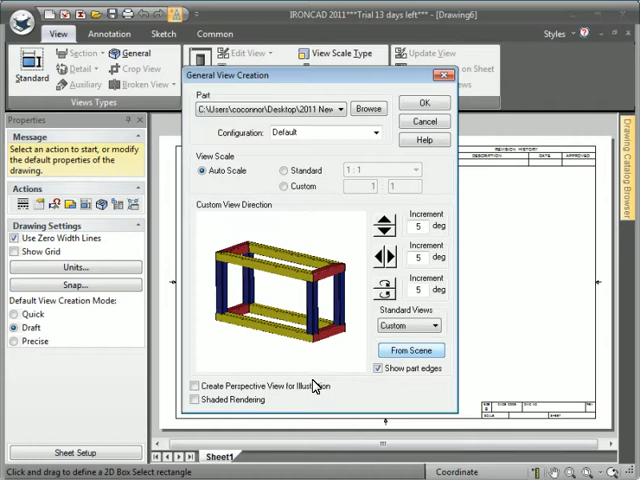 IRONCAD 2011***Trial 13 days left*** - [Drawing6]
View
Annotation
Sketch
Common
Styles
Standard
Section
Detail
Auxiliary
General
Crop View
Broken View
Views Types
Edit View
View Scale Type
Update View
on Sheet
Properties
Message
Select an action to start, or modify
the default properties of the
drawing.
Actions
Drawing Settings
Use Zero Width Lines
Show Grid
Units...
Snap...
Default View Creation Mode:
Quick
Draft
Precise
Sheet Setup
General View Creation
Part
C:\Users\coconnor\Desktop\2011 New
Browse
Configuration:
Default
OK
Cancel
Help
View Scale
Auto Scale
Standard
1 : 1
Custom
1 : 1
Custom View Direction
Increment
5 deg
Increment
5 deg
Increment
5 deg
Standard Views
Custom
From Scene
Show part edges
Create Perspective View for Illustration
Shaded Rendering
REVISION HISTORY
DESCRIPTION
DATE
APPROVED
Drawing Catalog Browser
Sheet1
Click and drag to define a 2D Box Select rectangle
Coordinate